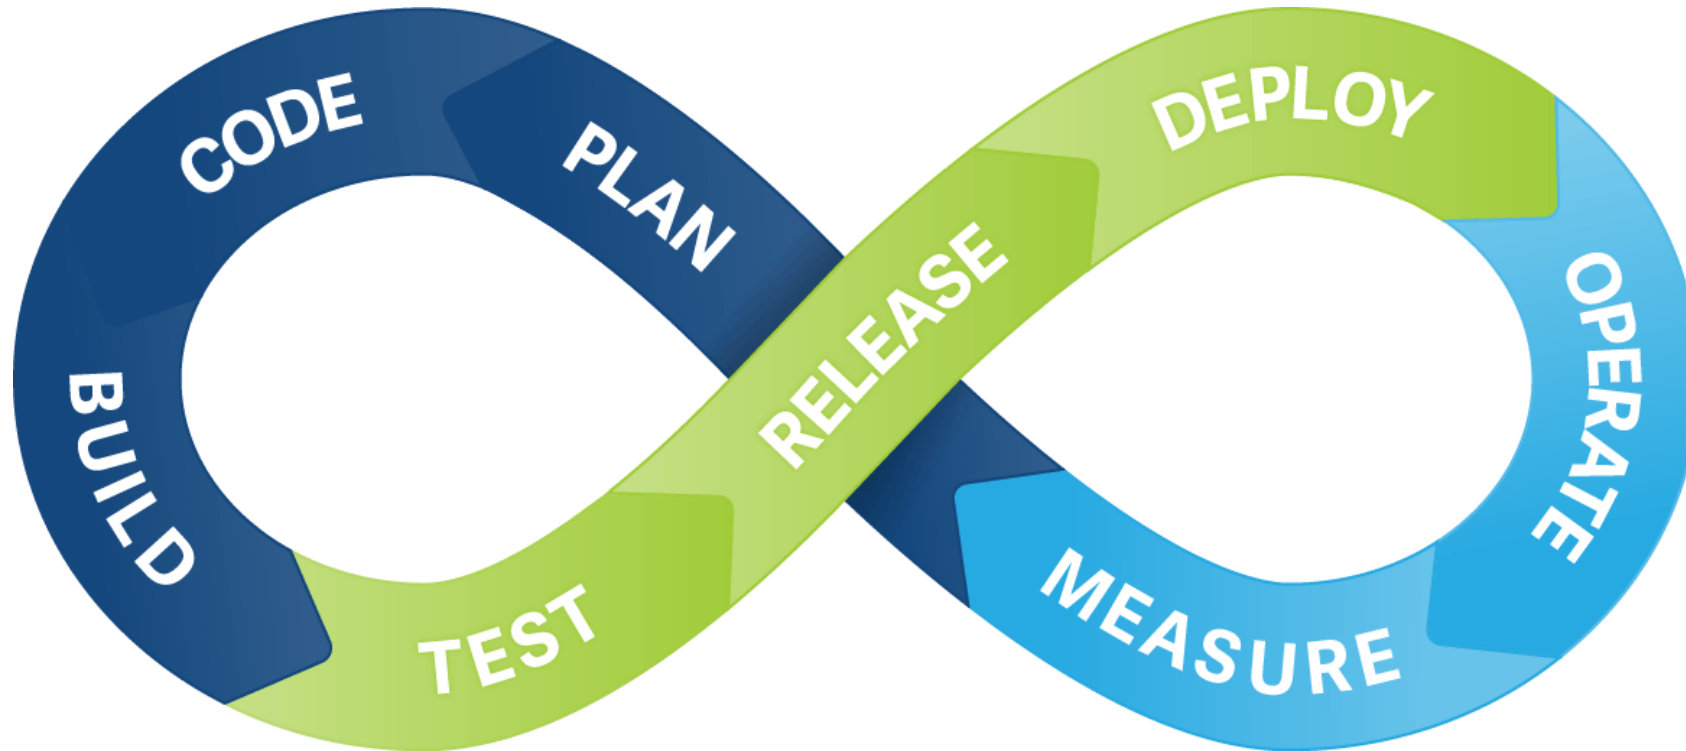 PLAN
CODE
BUILD
TEST
RELEASE
DEPLOY
OPERATE
MEASURE